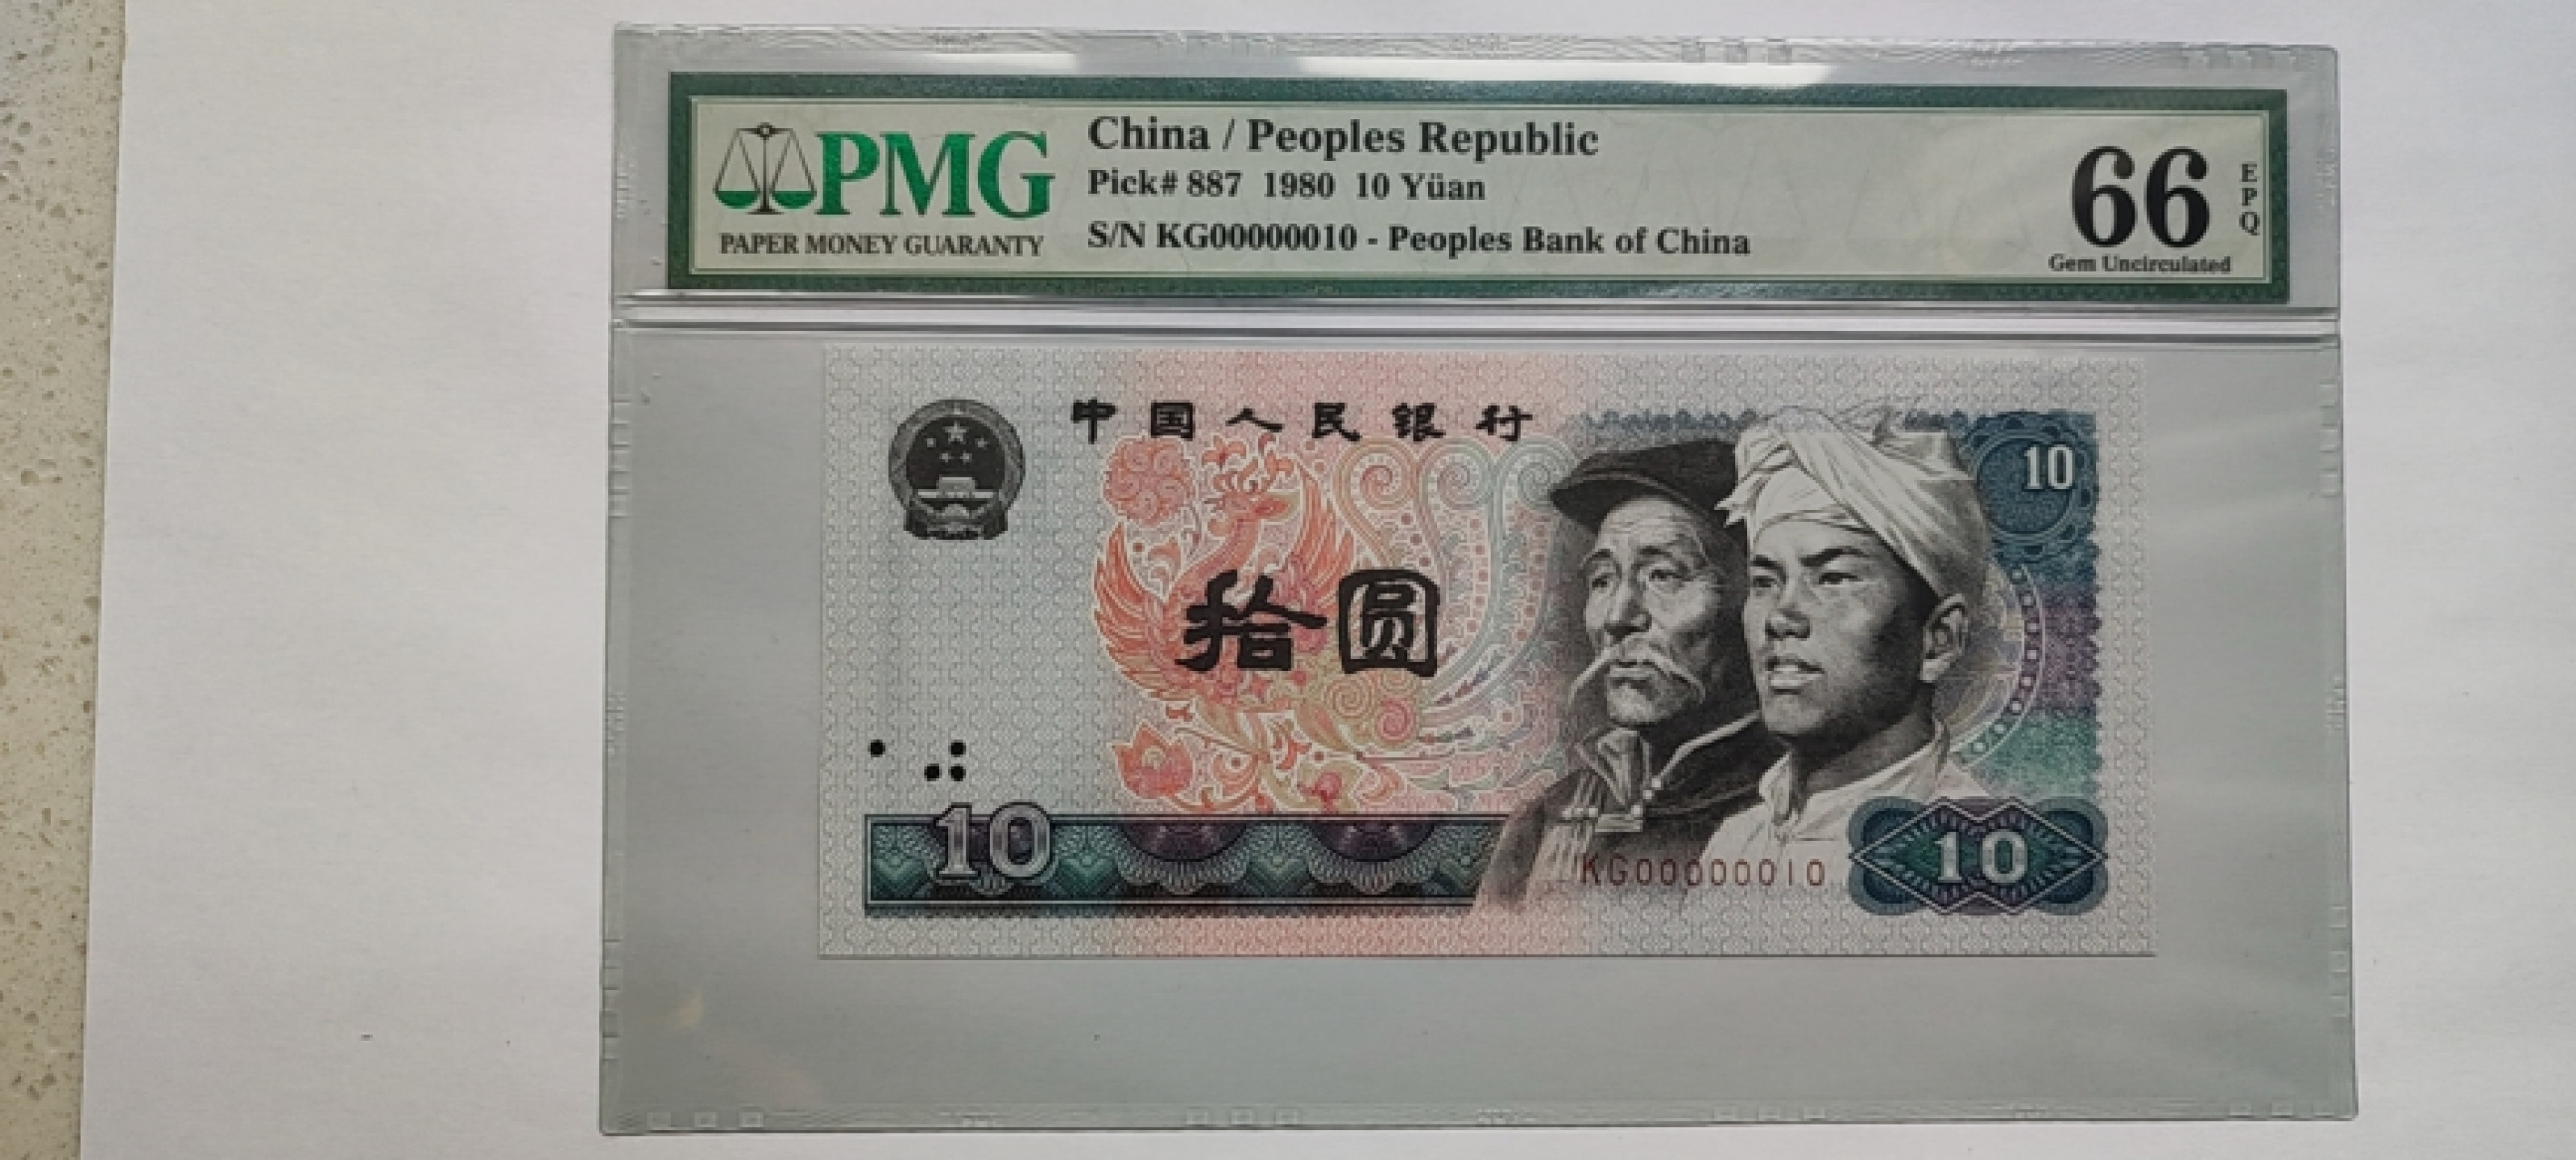 PMG
PAPER MONEY GUARANTY
China / Peoples Republic
Pick# 887 1980 10 Yüan
S/N KG00000010 - Peoples Bank of China
66
EPQ
Gem Uncirculated
中国人民银行
10
拾圆
10
KG00000010
10